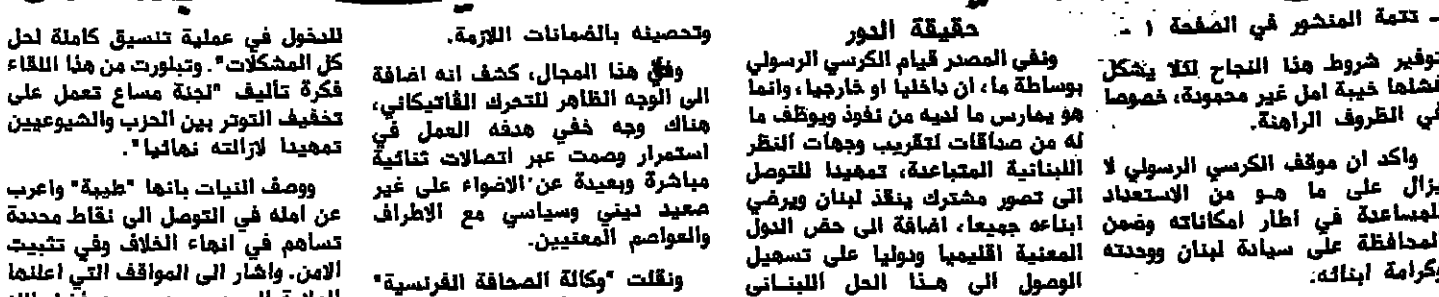 ـ تتمة المنشور في الصفحة ١ ـ
توفير شروط هذا النجاح لئلا يشكل
فشلها خيبة امل غير محمودة، خصوصا
في الظروف الراهنة.
واكد ان موقف الكرسي الرسولي لا
يزال على ما هو من الاستعداد
للمساعدة في اطار امكاناته وضمن
المحافظة على سيادة لبنان ووحدته
وكرامة ابنائه.
حقيقة الدور
ونفى المصدر قيام الكرسي الرسولي
بوساطة ما، ان داخليا او خارجيا، وانما
هو يمارس ما لديه من نفوذ ويوظف ما
له من صداقات لتقريب وجهات النظر
اللبنانية المتباعدة، تمهيدا للتوصل
الى تصور مشترك ينقذ لبنان ويرضي
ابناءه جميعا، اضافة الى حض الدول
المعنية اقليميا ودوليا على تسهيل
الوصول الى هذا الحل اللبناني
وتحصينه بالضمانات اللازمة.
وفي هذا المجال، كشف انه اضافة
الى الوجه الظاهر للتحرك الڤاتيكاني،
هناك وجه خفي هدفه العمل في
استمرار وصمت عبر اتصالات ثنائية
مباشرة وبعيدة عن الاضواء على غير
صعيد ديني وسياسي مع الاطراف
والعواصم المعنيين.
ونقلت "وكالة الصحافة الفرنسية"
للدخول في عملية تنسيق كاملة لحل
كل المشكلات". وتبلورت من هذا اللقاء
فكرة تأليف "لجنة مساع تعمل على
تخفيف التوتر بين الحزب والشيوعيين
تمهيدا لازالته نهائيا".
ووصف النيات بانها "طيبة" واعرب
عن امله في التوصل الى نقاط محددة
تساهم في انهاء الخلاف وفي تثبيت
الامن. واشار الى المواقف التي اعلنها